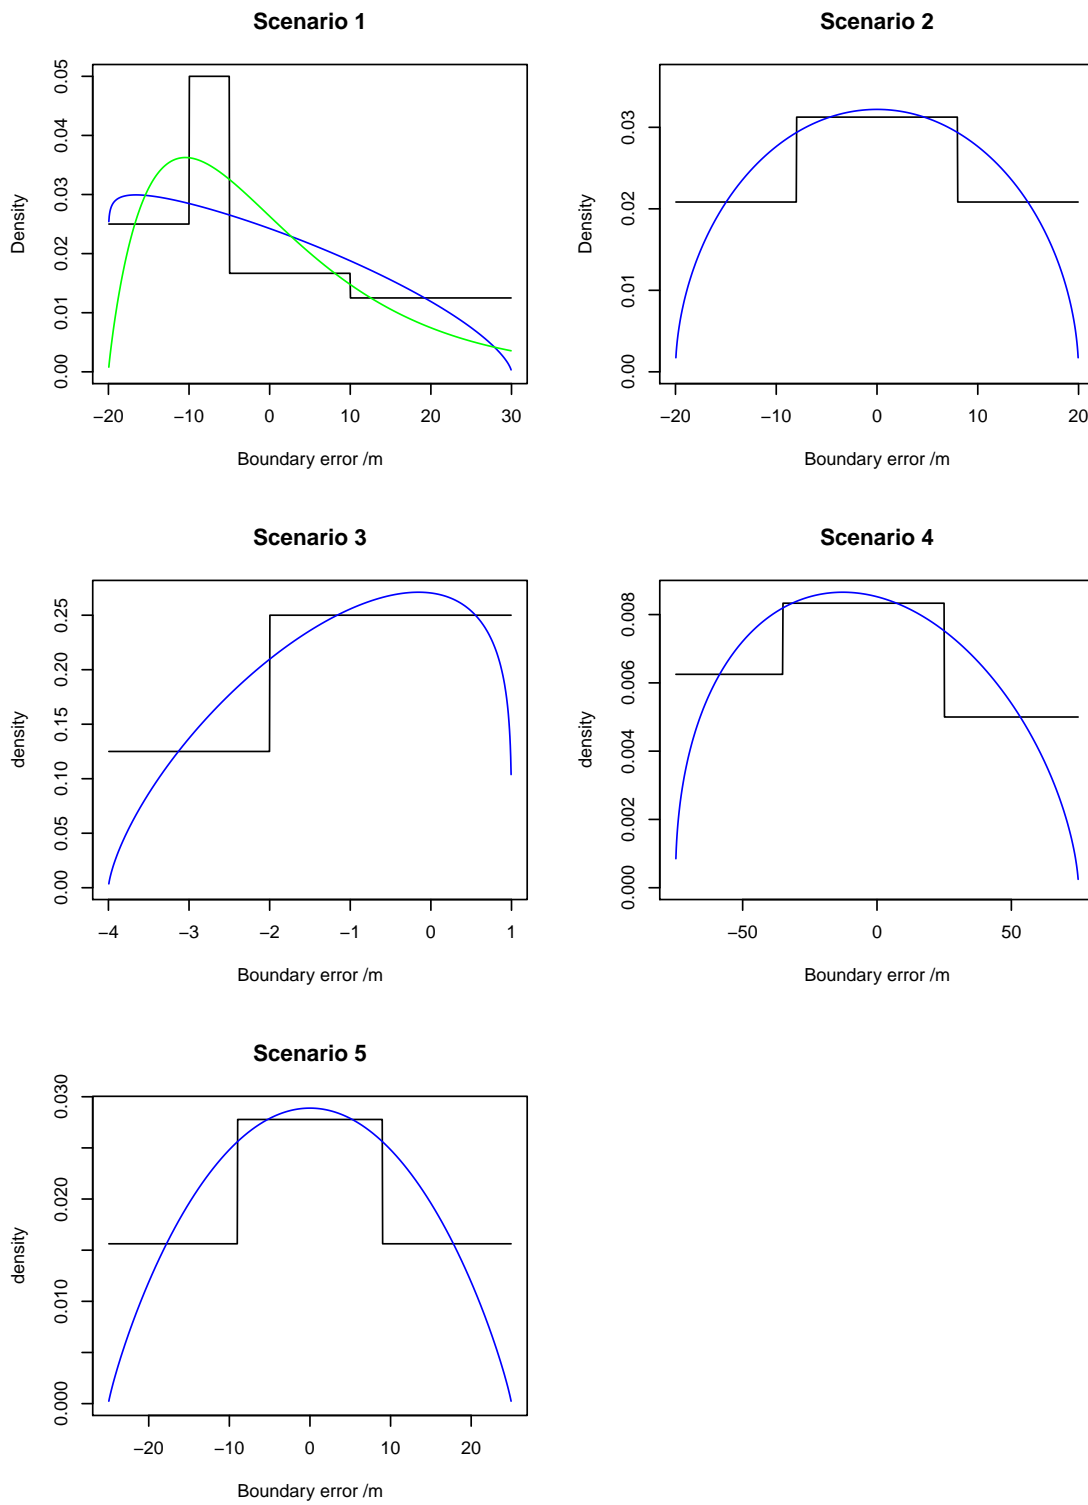 Scenario 1
Density
0.00 0.01 0.02 0.03 0.04 0.05
−20 −10 0 10 20 30
Boundary error /m
Scenario 2
Density
0.00 0.01 0.02 0.03
−20 −10 0 10 20
Boundary error /m
Scenario 3
density
0.00 0.05 0.10 0.15 0.20 0.25
−4 −3 −2 −1 0 1
Boundary error /m
Scenario 4
density
0.000 0.002 0.004 0.006 0.008
−50 0 50
Boundary error /m
Scenario 5
density
0.000 0.010 0.020 0.030
−20 −10 0 10 20
Boundary error /m